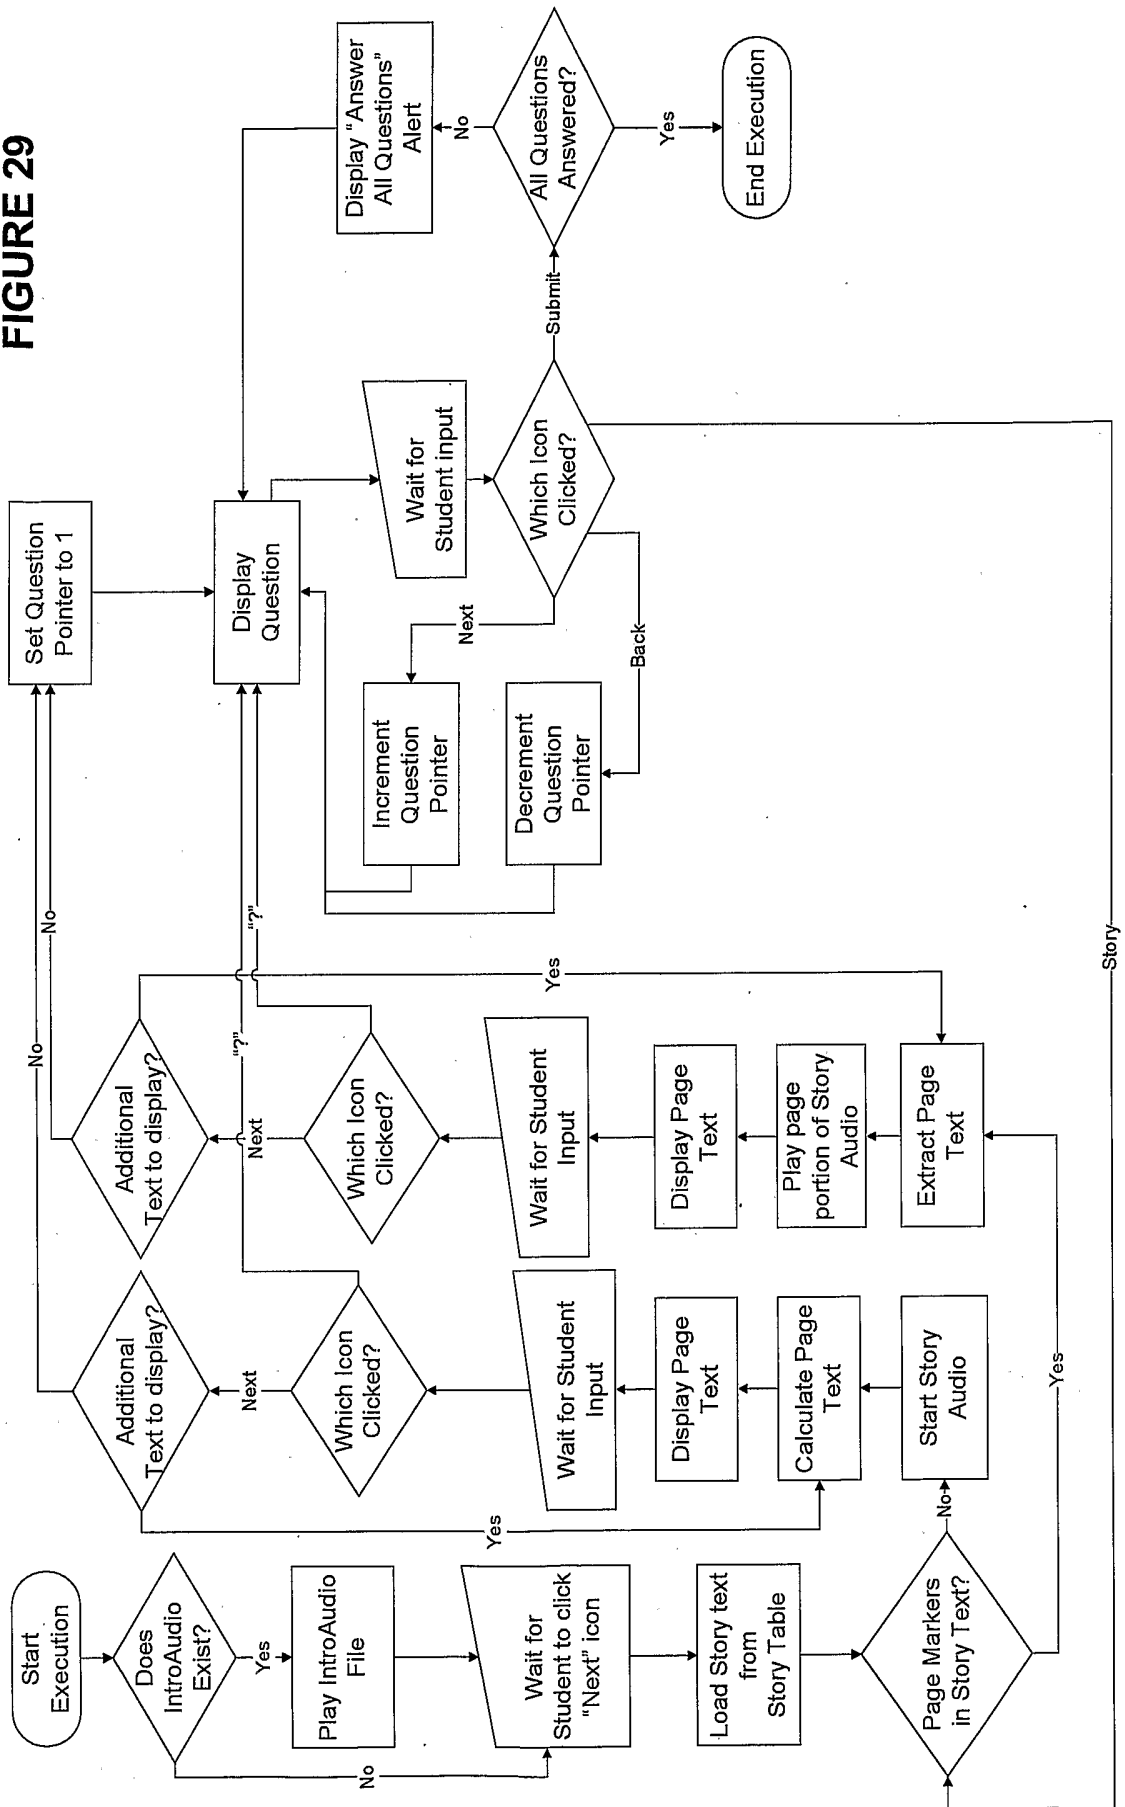 FIGURE 29
Start
Execution
Does
IntroAudio
Exist?
Yes
No
Play IntroAudio
File
Wait for
Student to click
"Next" icon
Load Story text
from
Story Table
Page Markers
in Story Text?
No
Yes
Start Story
Audio
Calculate Page
Text
Display Page
Text
Wait for Student
Input
Which Icon
Clicked?
Next
"?"
Additional
Text to display?
Yes
No
Extract Page
Text
Play page
portion of Story
Audio
Display Page
Text
Wait for Student
Input
Which Icon
Clicked?
Next
"?"
Additional
Text to display?
Yes
No
Set Question
Pointer to 1
Display
Question
Wait for
Student input
Which Icon
Clicked?
Next
Increment
Question
Pointer
Back
Decrement
Question
Pointer
Story
Submit
All Questions
Answered?
No
Display "Answer
All Questions"
Alert
Yes
End Execution